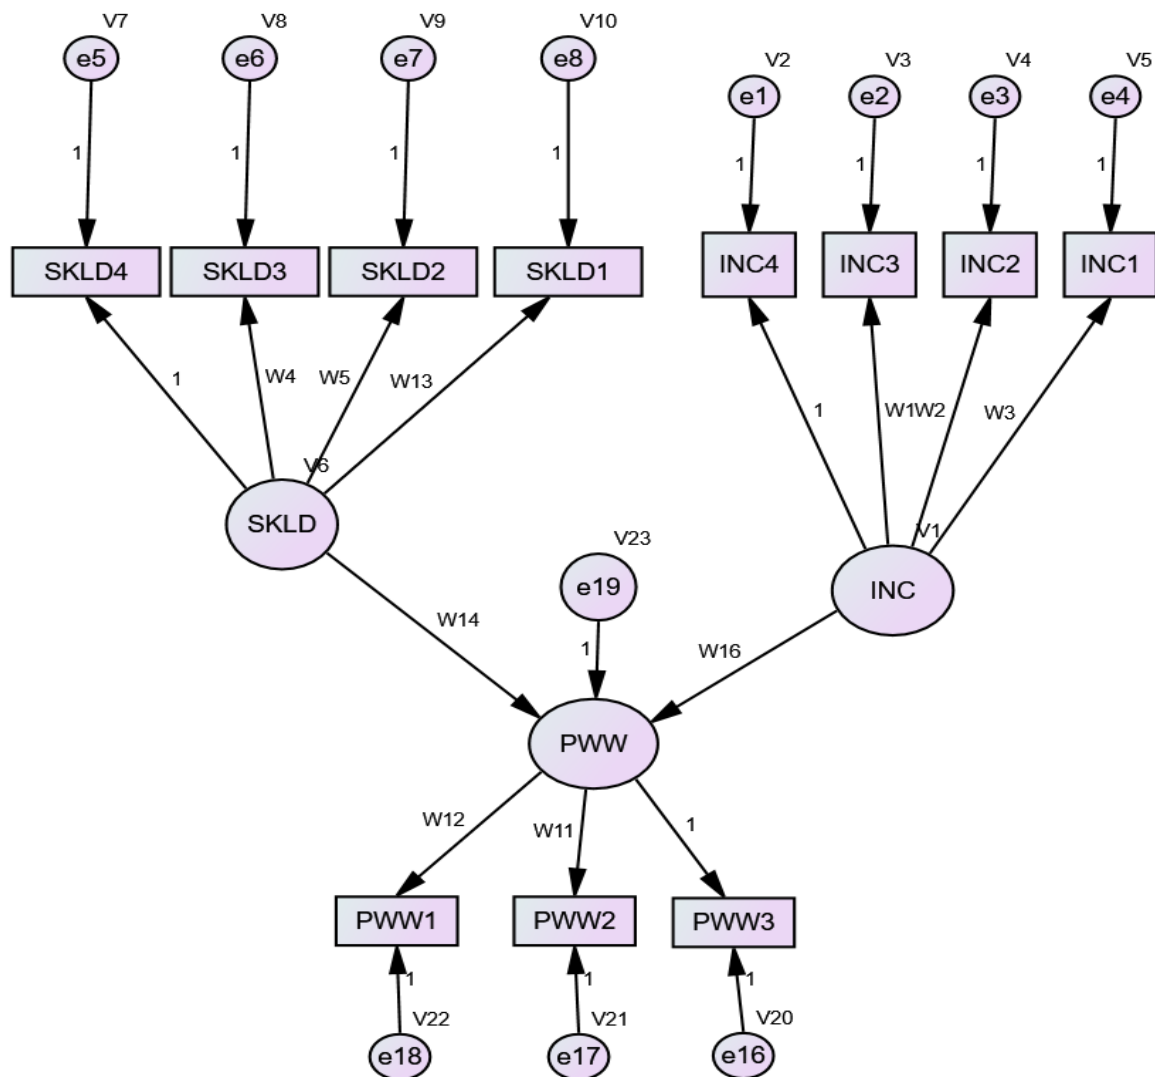 V7 V8 V9 V10
e5 e6 e7 e8
V2 V3 V4 V5
e1 e2 e3 e4
1 1 1 1
1 1 1 1
SKLD4 SKLD3 SKLD2 SKLD1
INC4 INC3 INC2 INC1
1 W4 W5 W13
1 W1 W2 W3
V6
SKLD
V1
INC
V23
e19
W14 1 W16
PWW
W12 W11 1
PWW1 PWW2 PWW3
1 1 1
V22 V21 V20
e18 e17 e16